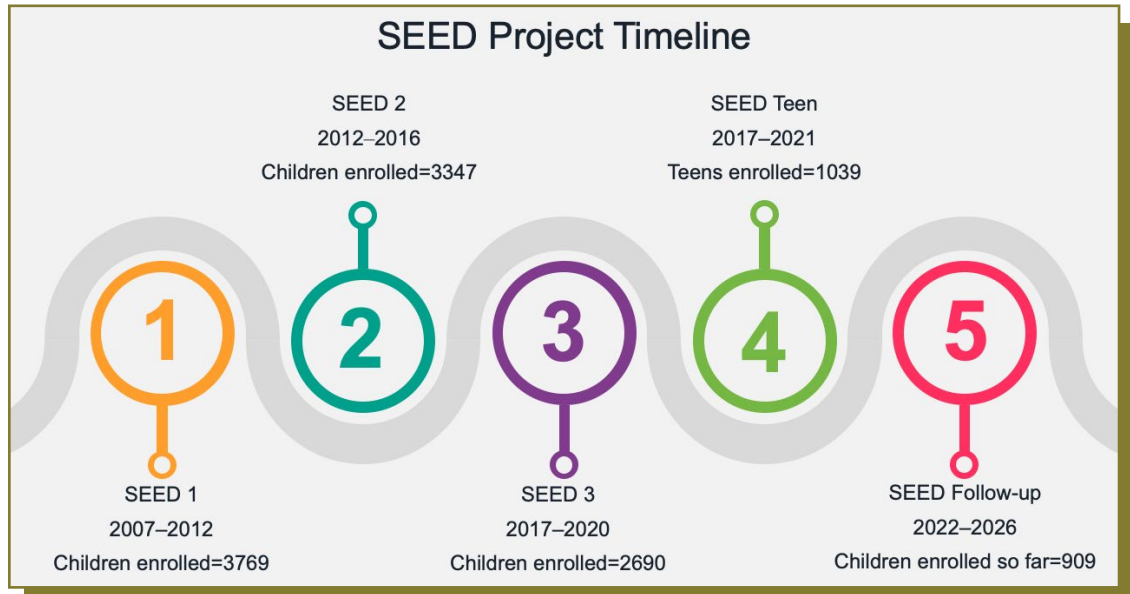 SEED Project Timeline
1
SEED 1
2007–2012
Children enrolled=3769
2
SEED 2
2012–2016
Children enrolled=3347
3
SEED 3
2017–2020
Children enrolled=2690
4
SEED Teen
2017–2021
Teens enrolled=1039
5
SEED Follow-up
2022–2026
Children enrolled so far=909